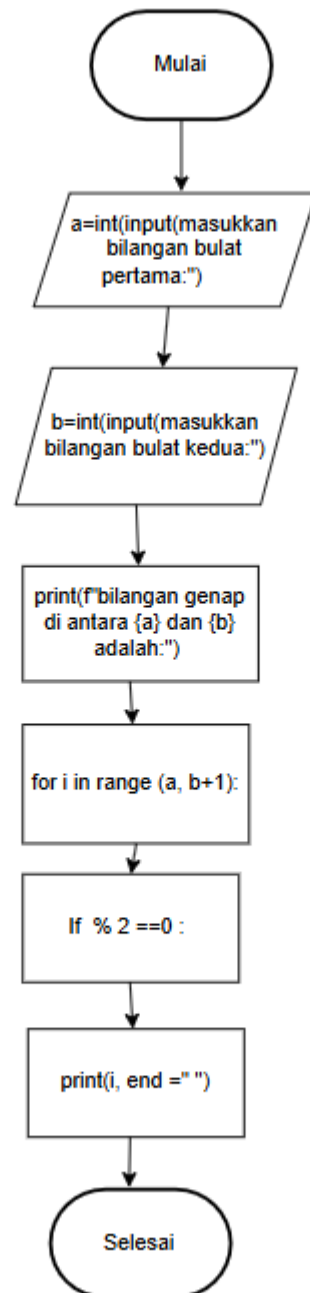 Mulai
a=int(input(masukkan
bilangan bulat
pertama:")
b=int(input(masukkan
bilangan bulat kedua:")
print(f"bilangan genap
di antara {a} dan {b}
adalah:")
for i in range (a, b+1):
If % 2 ==0 :
print(i, end =" ")
Selesai